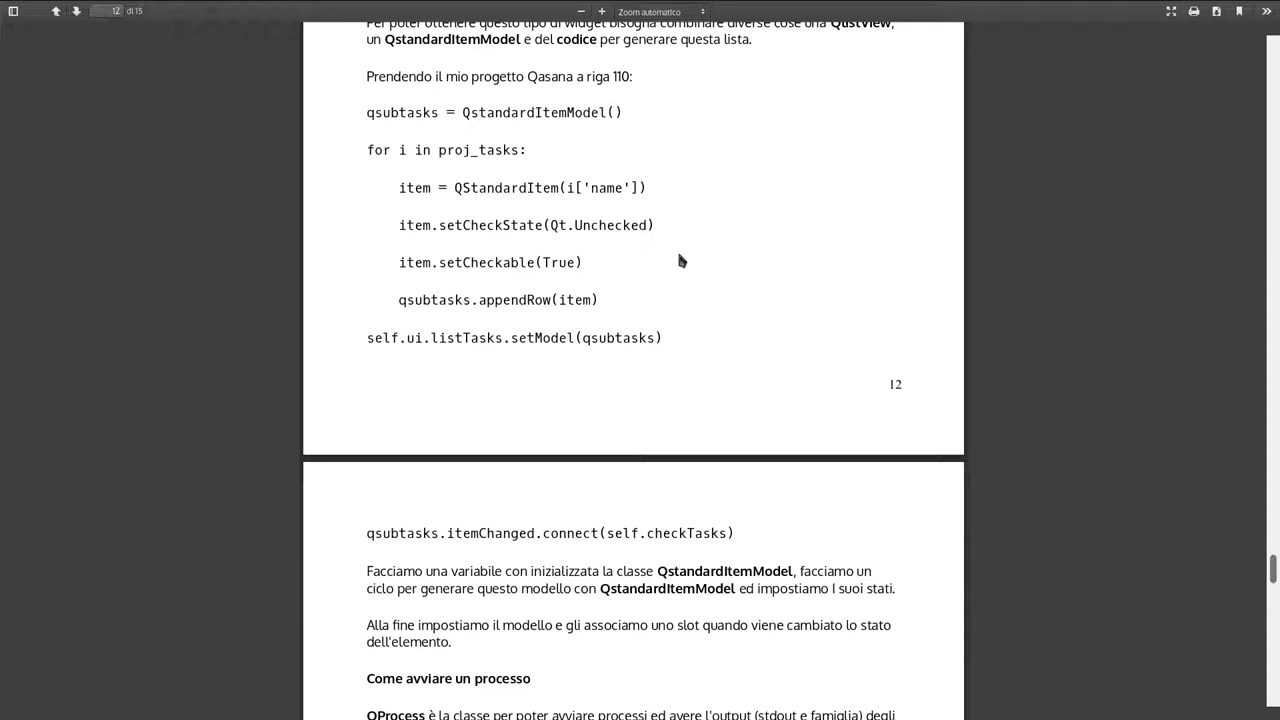 12 di 15
Zoom automatico
Per poter ottenere questo tipo di widget bisogna combinare diverse cose una QListView,
un QstandardItemModel e del codice per generare questa lista.
Prendendo il mio progetto Qasana a riga 110:
qsubtasks = QstandardItemModel()
for i in proj_tasks:
item = QStandardItem(i['name'])
item.setCheckState(Qt.Unchecked)
item.setCheckable(True)
qsubtasks.appendRow(item)
self.ui.listTasks.setModel(qsubtasks)
12
qsubtasks.itemChanged.connect(self.checkTasks)
Facciamo una variabile con inizializzata la classe QstandardItemModel, facciamo un
ciclo per generare questo modello con QstandardItemModel ed impostiamo I suoi stati.
Alla fine impostiamo il modello e gli associamo uno slot quando viene cambiato lo stato
dell'elemento.
Come avviare un processo
QProcess è la classe per poter avviare processi ed avere l'output (stdout e famiglia) degli